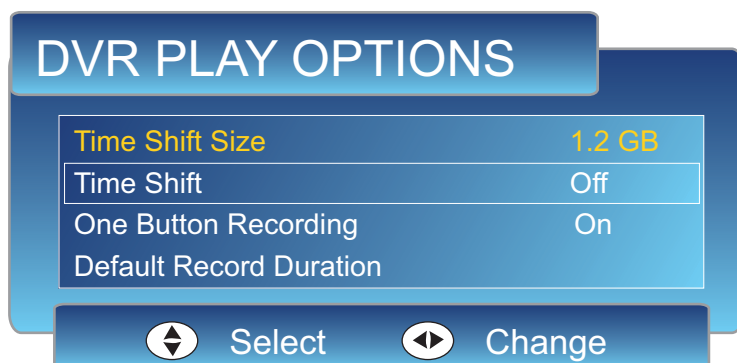 DVR PLAY OPTIONS
Time Shift Size 1.2 GB
Time Shift Off
One Button Recording On
Default Record Duration
Select Change